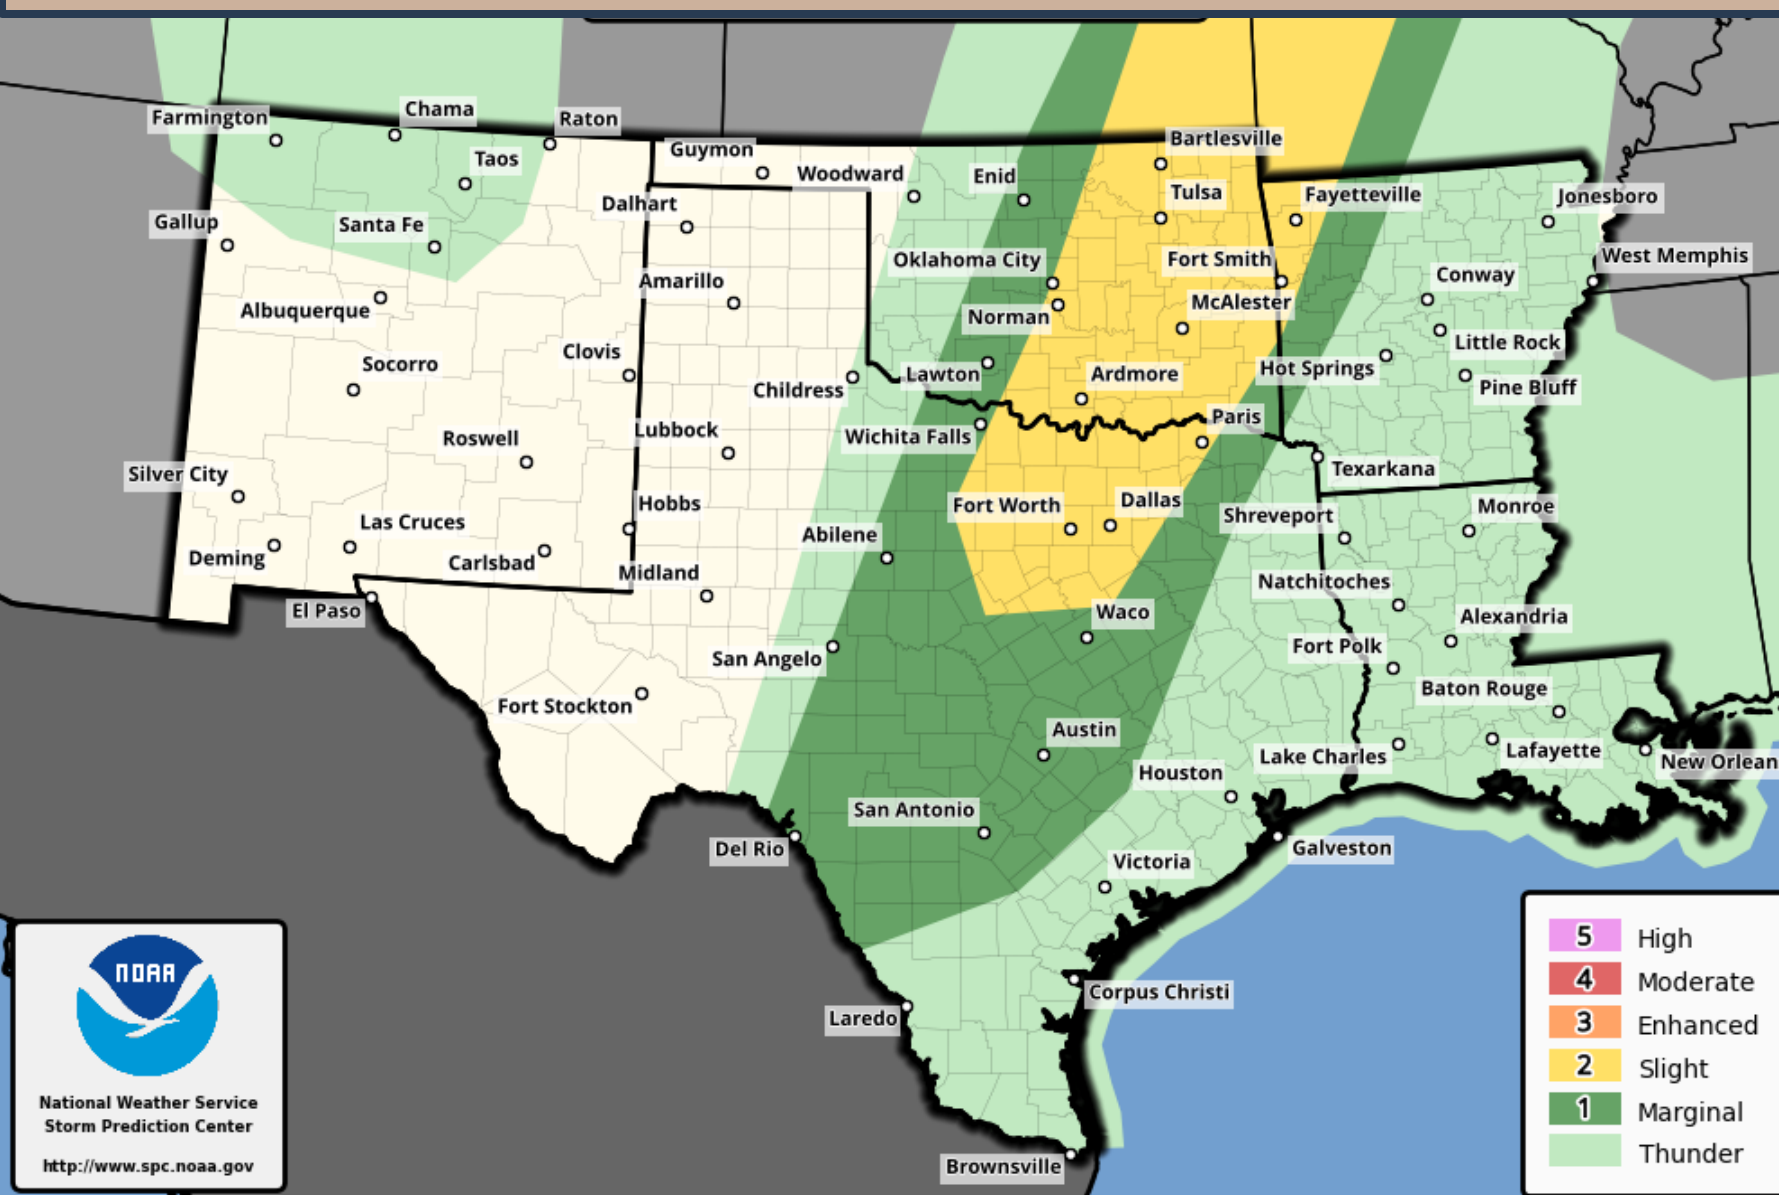 Farmington
Chama
Raton
Taos
Guymon
Woodward
Enid
Bartlesville
Tulsa
Fayetteville
Jonesboro
Dalhart
Gallup
Santa Fe
Oklahoma City
Fort Smith
West Memphis
Amarillo
Conway
McAlester
Albuquerque
Norman
Little Rock
Clovis
Socorro
Childress
Lawton
Ardmore
Hot Springs
Pine Bluff
Paris
Roswell
Lubbock
Wichita Falls
Silver City
Texarkana
Hobbs
Fort Worth
Dallas
Shreveport
Monroe
Las Cruces
Abilene
Deming
Carlsbad
Midland
Natchitoches
El Paso
Waco
Alexandria
San Angelo
Fort Polk
Baton Rouge
Fort Stockton
Austin
Lake Charles
Lafayette
New Orlean
Houston
San Antonio
Del Rio
Galveston
Victoria
Corpus Christi
Laredo
Brownsville
NOAA
National Weather Service
Storm Prediction Center
http://www.spc.noaa.gov
5 High
4 Moderate
3 Enhanced
2 Slight
1 Marginal
Thunder